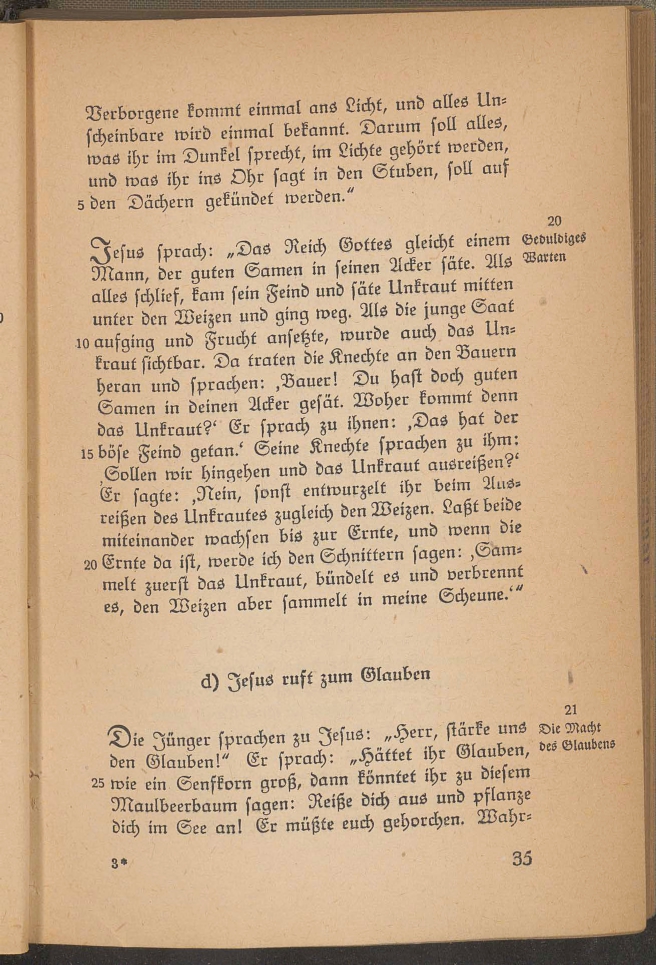 Verborgene kommt einmal ans Licht, und alles Un-
scheinbare wird einmal bekannt. Darum soll alles,
was ihr im Dunkel sprecht, im Lichte gehört werden,
und was ihr ins Ohr sagt in den Stuben, soll auf
5 den Dächern gekündet werden.“
20
Geduldiges
Warten
Jesus sprach: „Das Reich Gottes gleicht einem
Mann, der guten Samen in seinen Acker säte. Als
alles schlief, kam sein Feind und säte Unkraut mitten
unter den Weizen und ging weg. Als die junge Saat
10 aufging und Frucht ansetzte, wurde auch das Un-
kraut sichtbar. Da traten die Knechte an den Bauern
heran und sprachen: ‚Bauer! Du hast doch guten
Samen in deinen Acker gesät. Woher kommt denn
das Unkraut?‘ Er sprach zu ihnen: ‚Das hat der
15 böse Feind getan.‘ Seine Knechte sprachen zu ihm:
‚Sollen wir hingehen und das Unkraut ausreißen?‘
Er sagte: ‚Nein, sonst entwurzelt ihr beim Aus-
reißen des Unkrautes zugleich den Weizen. Laßt beide
miteinander wachsen bis zur Ernte, und wenn die
20 Ernte da ist, werde ich den Schnittern sagen: ‚Sam-
melt zuerst das Unkraut, bündelt es und verbrennt
es, den Weizen aber sammelt in meine Scheune.‘“
d) Jesus ruft zum Glauben
21
Die Macht
des Glaubens
Die Jünger sprachen zu Jesus: „Herr, stärke uns
den Glauben!“ Er sprach: „Hättet ihr Glauben,
25 wie ein Senfkorn groß, dann könntet ihr zu diesem
Maulbeerbaum sagen: Reiße dich aus und pflanze
dich im See an! Er müßte euch gehorchen. Wahr-
3*
35